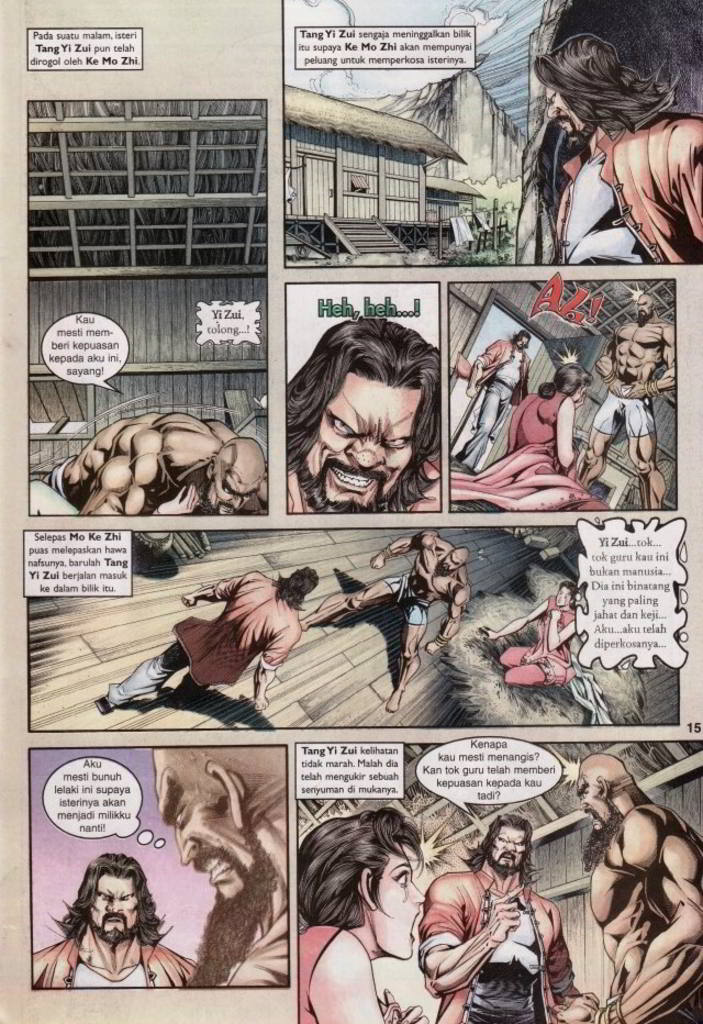 Pada suatu malam, isteri
Tang Yi Zui pun telah
dirogol oleh Ke Mo Zhi.
Tang Yi Zui sengaja meninggalkan bilik
itu supaya Ke Mo Zhi akan mempunyai
peluang untuk memperkosa isterinya.
Kau
mesti mem-
beri kepuasan
kepada aku ini,
sayang!
Yi Zui,
tolong...!
Heh, heh...!
Ah!
Selepas Mo Ke Zhi
puas melepaskan hawa
nafsunya, barulah Tang
Yi Zui berjalan masuk
ke dalam bilik itu.
Yi Zui...tok...
tok guru kau ini
bukan manusia...
Dia ini binatang
yang paling
jahat dan keji...
Aku...aku telah
diperkosanya...
15
Aku
mesti bunuh
lelaki ini supaya
isterinya akan
menjadi milikku
nanti!
Tang Yi Zui kelihatan
tidak marah. Malah dia
telah mengukir sebuah
senyuman di mukanya.
Kenapa
kau mesti menangis?
Kan tok guru telah memberi
kepuasan kepada kau
tadi?